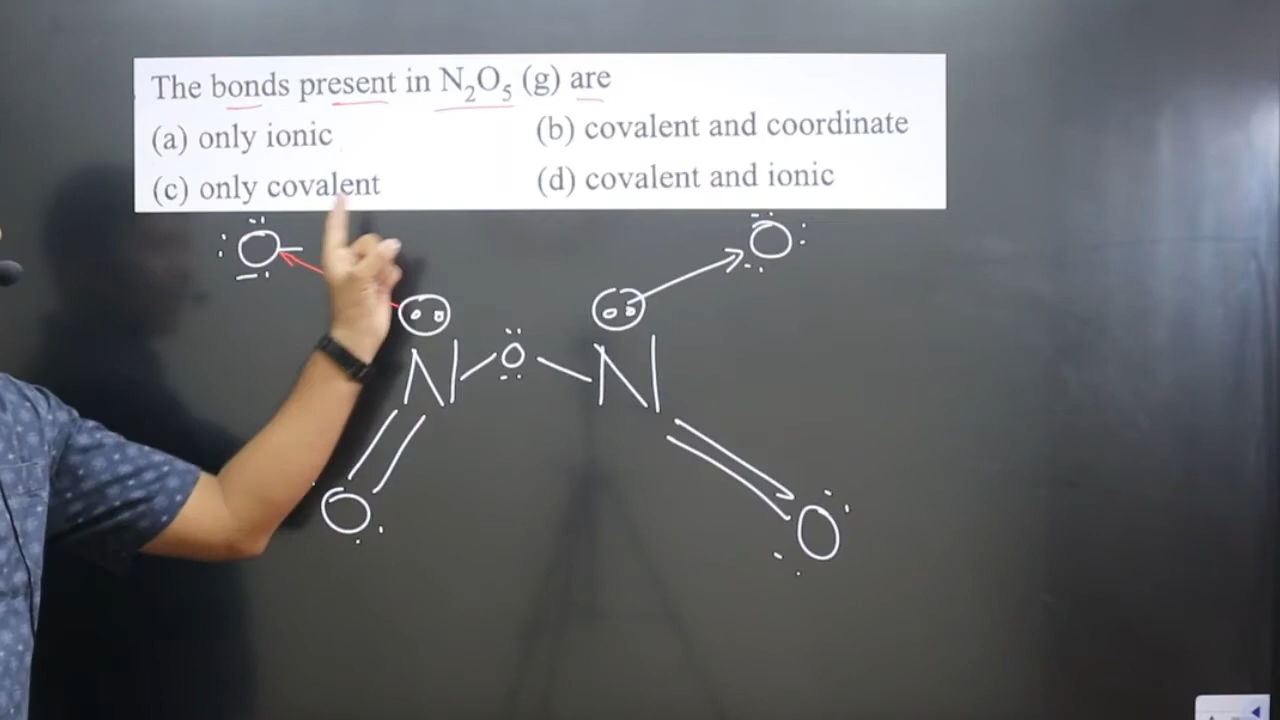 The bonds present in N₂O₅ (g) are
(a) only ionic (b) covalent and coordinate
(c) only covalent (d) covalent and ionic
O O
N O N
O O